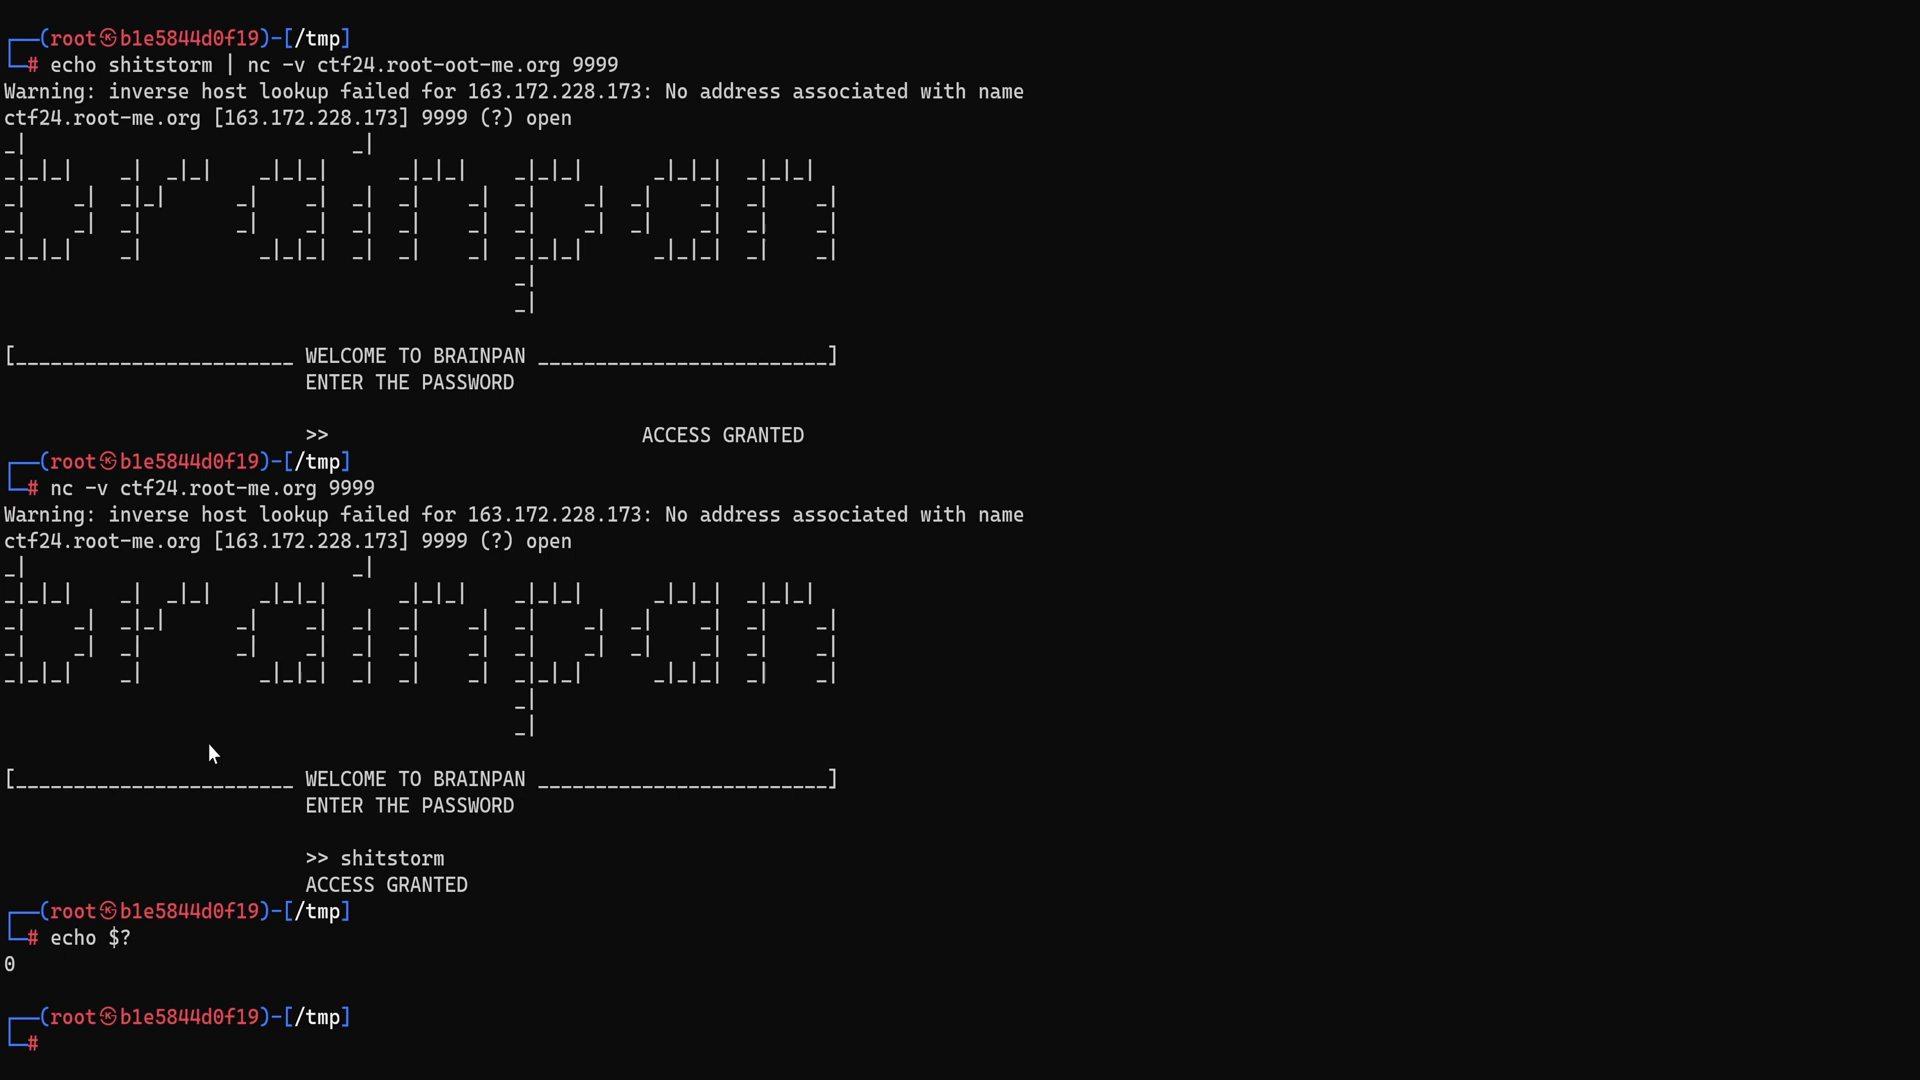 ┌──(root㉿b1e5844d0f19)-[/tmp]
└─# echo shitstorm | nc -v ctf24.root-oot-me.org 9999
Warning: inverse host lookup failed for 163.172.228.173: No address associated with name
ctf24.root-me.org [163.172.228.173] 9999 (?) open
_|                            _|
_|_|_|    _|  _|_|    _|_|_|      _|_|_|    _|_|_|      _|_|_|  _|_|_|
_|    _|  _|_|      _|    _|  _|  _|    _|  _|    _|  _|    _|  _|    _|
_|    _|  _|        _|    _|  _|  _|    _|  _|    _|  _|    _|  _|    _|
_|_|_|    _|          _|_|_|  _|  _|    _|  _|_|_|      _|_|_|  _|    _|
                                            _|
                                            _|

[________________________ WELCOME TO BRAINPAN _________________________]
                          ENTER THE PASSWORD

                          >>                           ACCESS GRANTED
┌──(root㉿b1e5844d0f19)-[/tmp]
└─# nc -v ctf24.root-me.org 9999
Warning: inverse host lookup failed for 163.172.228.173: No address associated with name
ctf24.root-me.org [163.172.228.173] 9999 (?) open
_|                            _|
_|_|_|    _|  _|_|    _|_|_|      _|_|_|    _|_|_|      _|_|_|  _|_|_|
_|    _|  _|_|      _|    _|  _|  _|    _|  _|    _|  _|    _|  _|    _|
_|    _|  _|        _|    _|  _|  _|    _|  _|    _|  _|    _|  _|    _|
_|_|_|    _|          _|_|_|  _|  _|    _|  _|_|_|      _|_|_|  _|    _|
                                            _|
                                            _|

[________________________ WELCOME TO BRAINPAN _________________________]
                          ENTER THE PASSWORD

                          >> shitstorm
                          ACCESS GRANTED
┌──(root㉿b1e5844d0f19)-[/tmp]
└─# echo $?
0

┌──(root㉿b1e5844d0f19)-[/tmp]
└─#